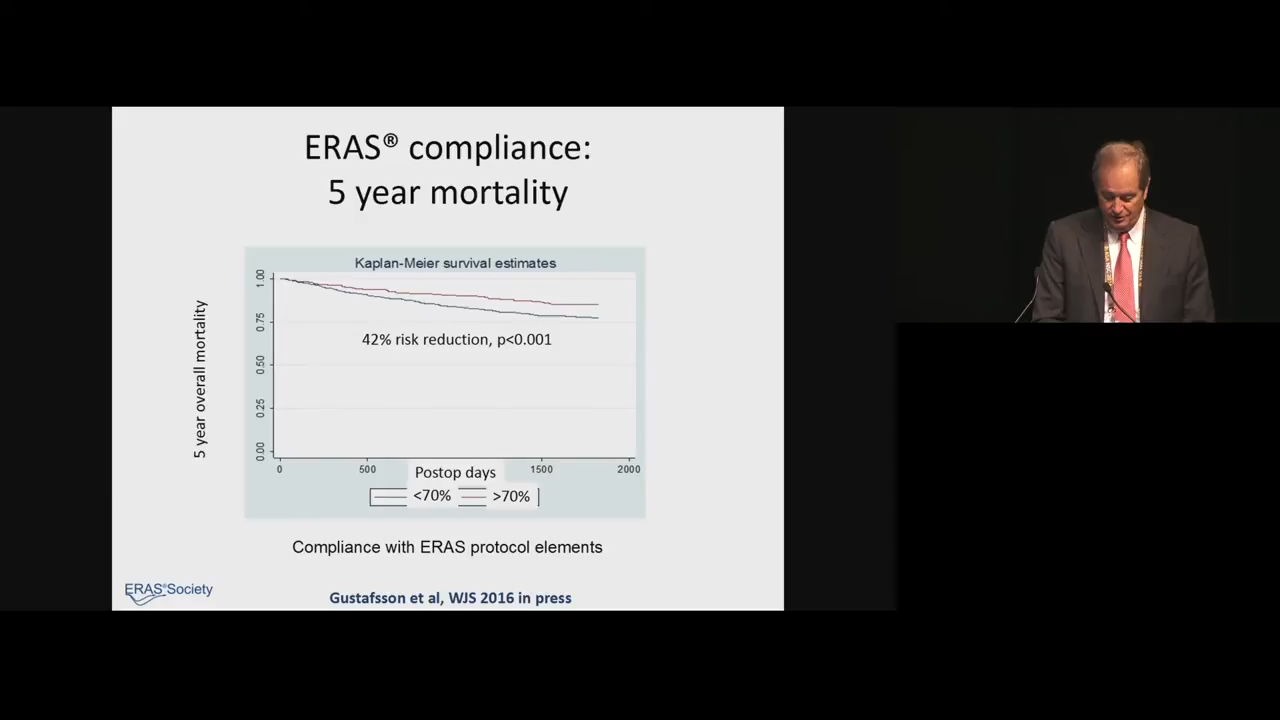 ERAS® compliance:
5 year mortality
Kaplan-Meier survival estimates
5 year overall mortality
1.00
0.75
0.50
0.25
0.00
42% risk reduction, p<0.001
0
500
1500
2000
Postop days
<70%
>70%
Compliance with ERAS protocol elements
ERAS®Society
Gustafsson et al, WJS 2016 in press